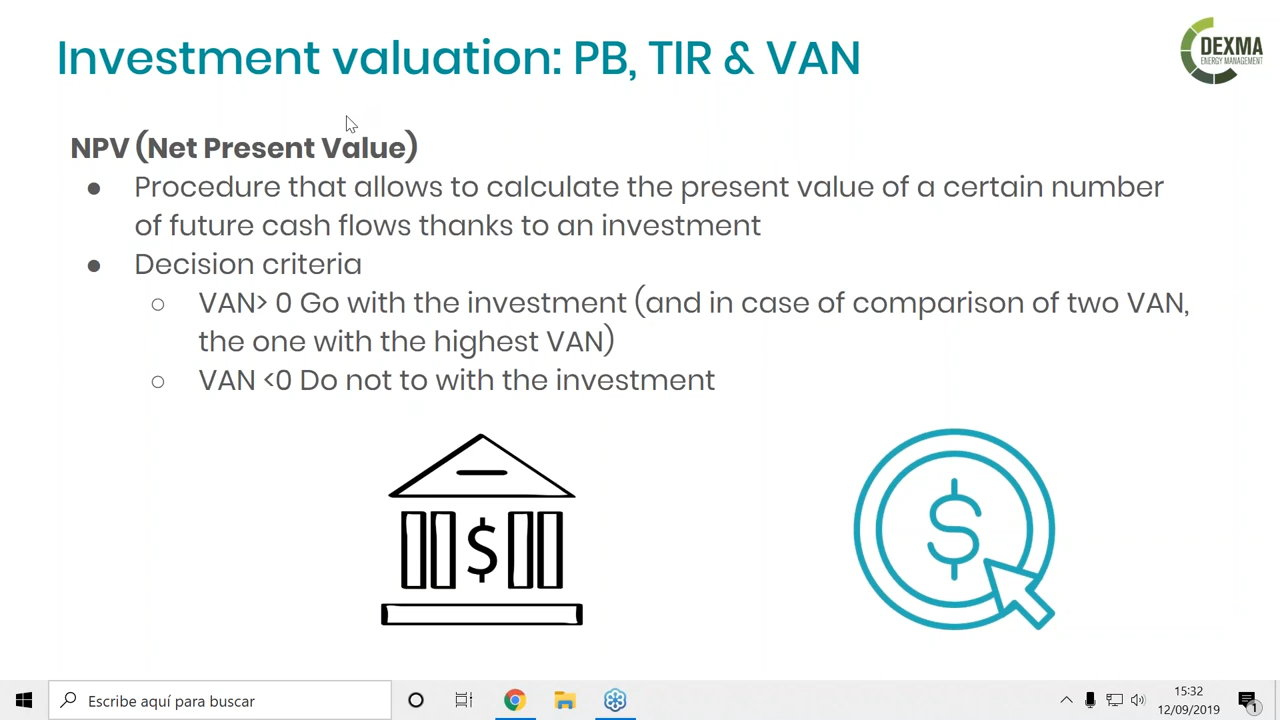 Investment valuation: PB, TIR & VAN
DEXMA
ENERGY MANAGEMENT
NPV (Net Present Value)
● Procedure that allows to calculate the present value of a certain number
of future cash flows thanks to an investment
● Decision criteria
○ VAN> 0 Go with the investment (and in case of comparison of two VAN,
the one with the highest VAN)
○ VAN <0 Do not to with the investment
$
$
Escribe aquí para buscar
15:32
12/09/2019
1